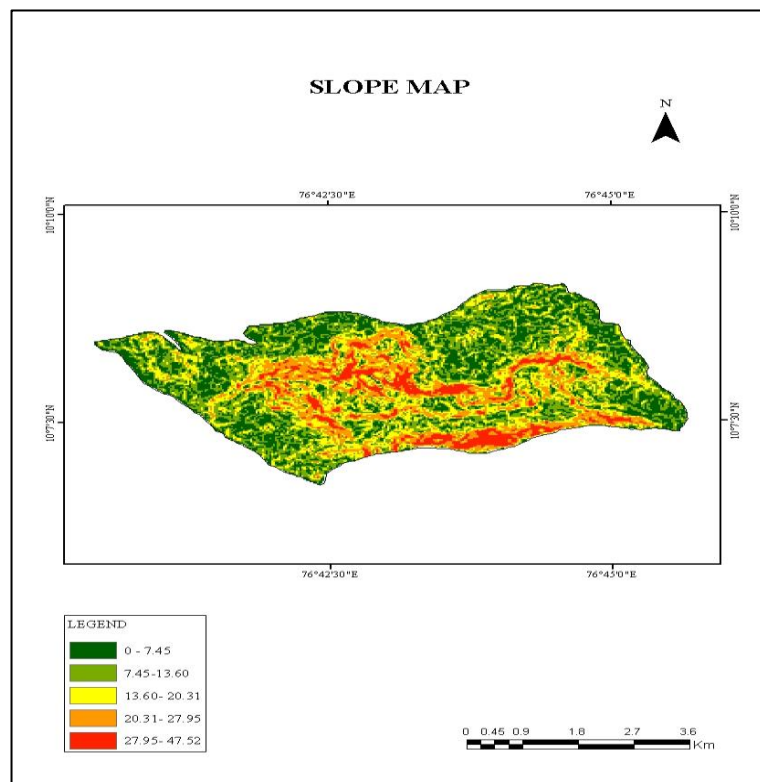 SLOPE MAP
N
76°42'30"E 76°45'0"E
10°10'0"N 10°10'0"N
10°7'30"N 10°7'30"N
76°42'30"E 76°45'0"E
LEGEND
0 - 7.45
7.45-13.60
13.60- 20.31
20.31 - 27.95
27.95- 47.52
0 0.45 0.9 1.8 2.7 3.6
Km